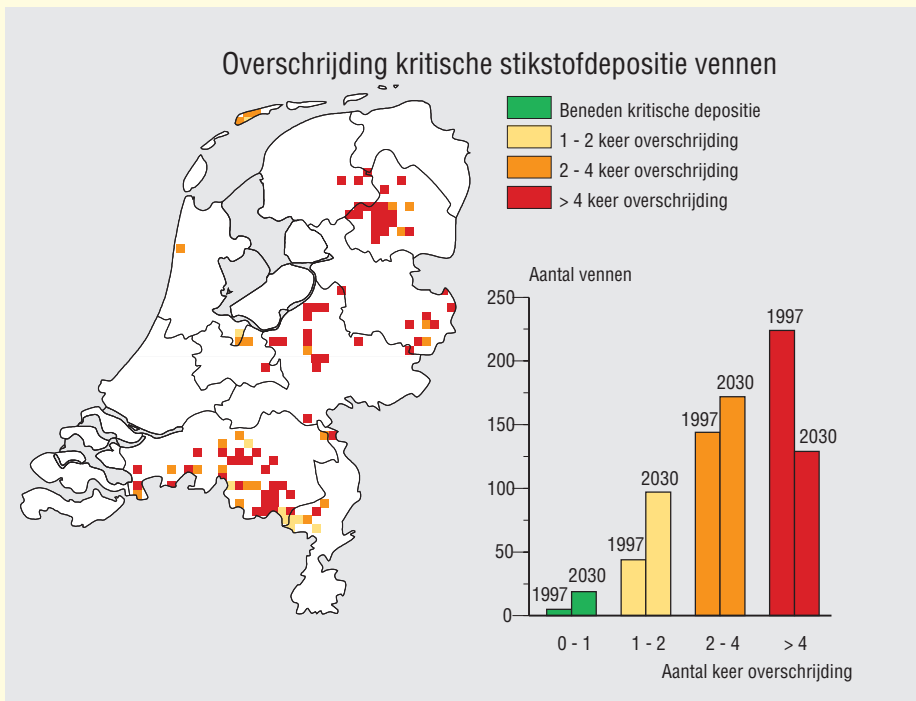 Overschrijding kritische stikstofdepositie vennen
Beneden kritische depositie
1 - 2 keer overschrijding
2 - 4 keer overschrijding
> 4 keer overschrijding
Aantal vennen
250
200
150
100
50
0
1997
2030
1997
2030
1997
2030
1997
2030
0 - 1
1 - 2
2 - 4
> 4
Aantal keer overschrijding